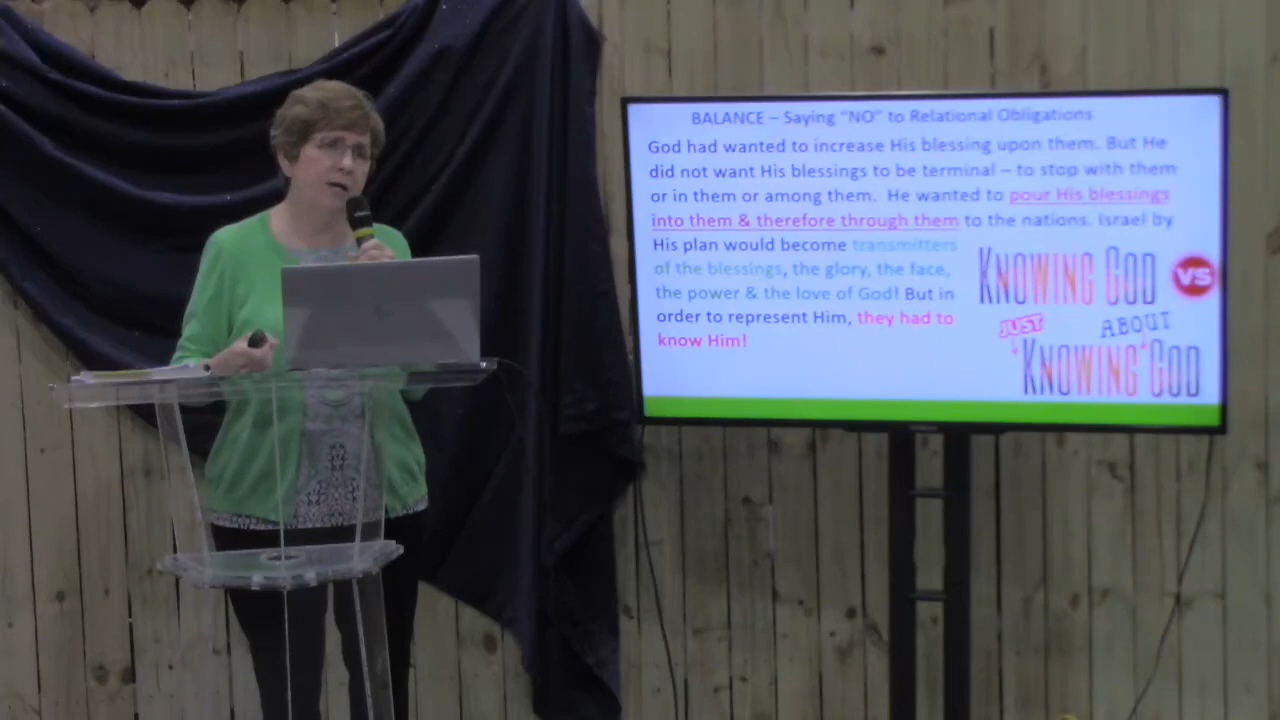 BALANCE – Saying "NO" to Relational Obligations
God had wanted to increase His blessing upon them. But He
did not want His blessings to be terminal – to stop with them
or in them or among them. He wanted to pour His blessings
into them & therefore through them to the nations. Israel by
His plan would become transmitters
of the blessings, the glory, the face,
the power & the love of God! But in
order to represent Him, they had to
know Him!
KNOWING GOD VS
JUST ABOUT
KNOWING GOD